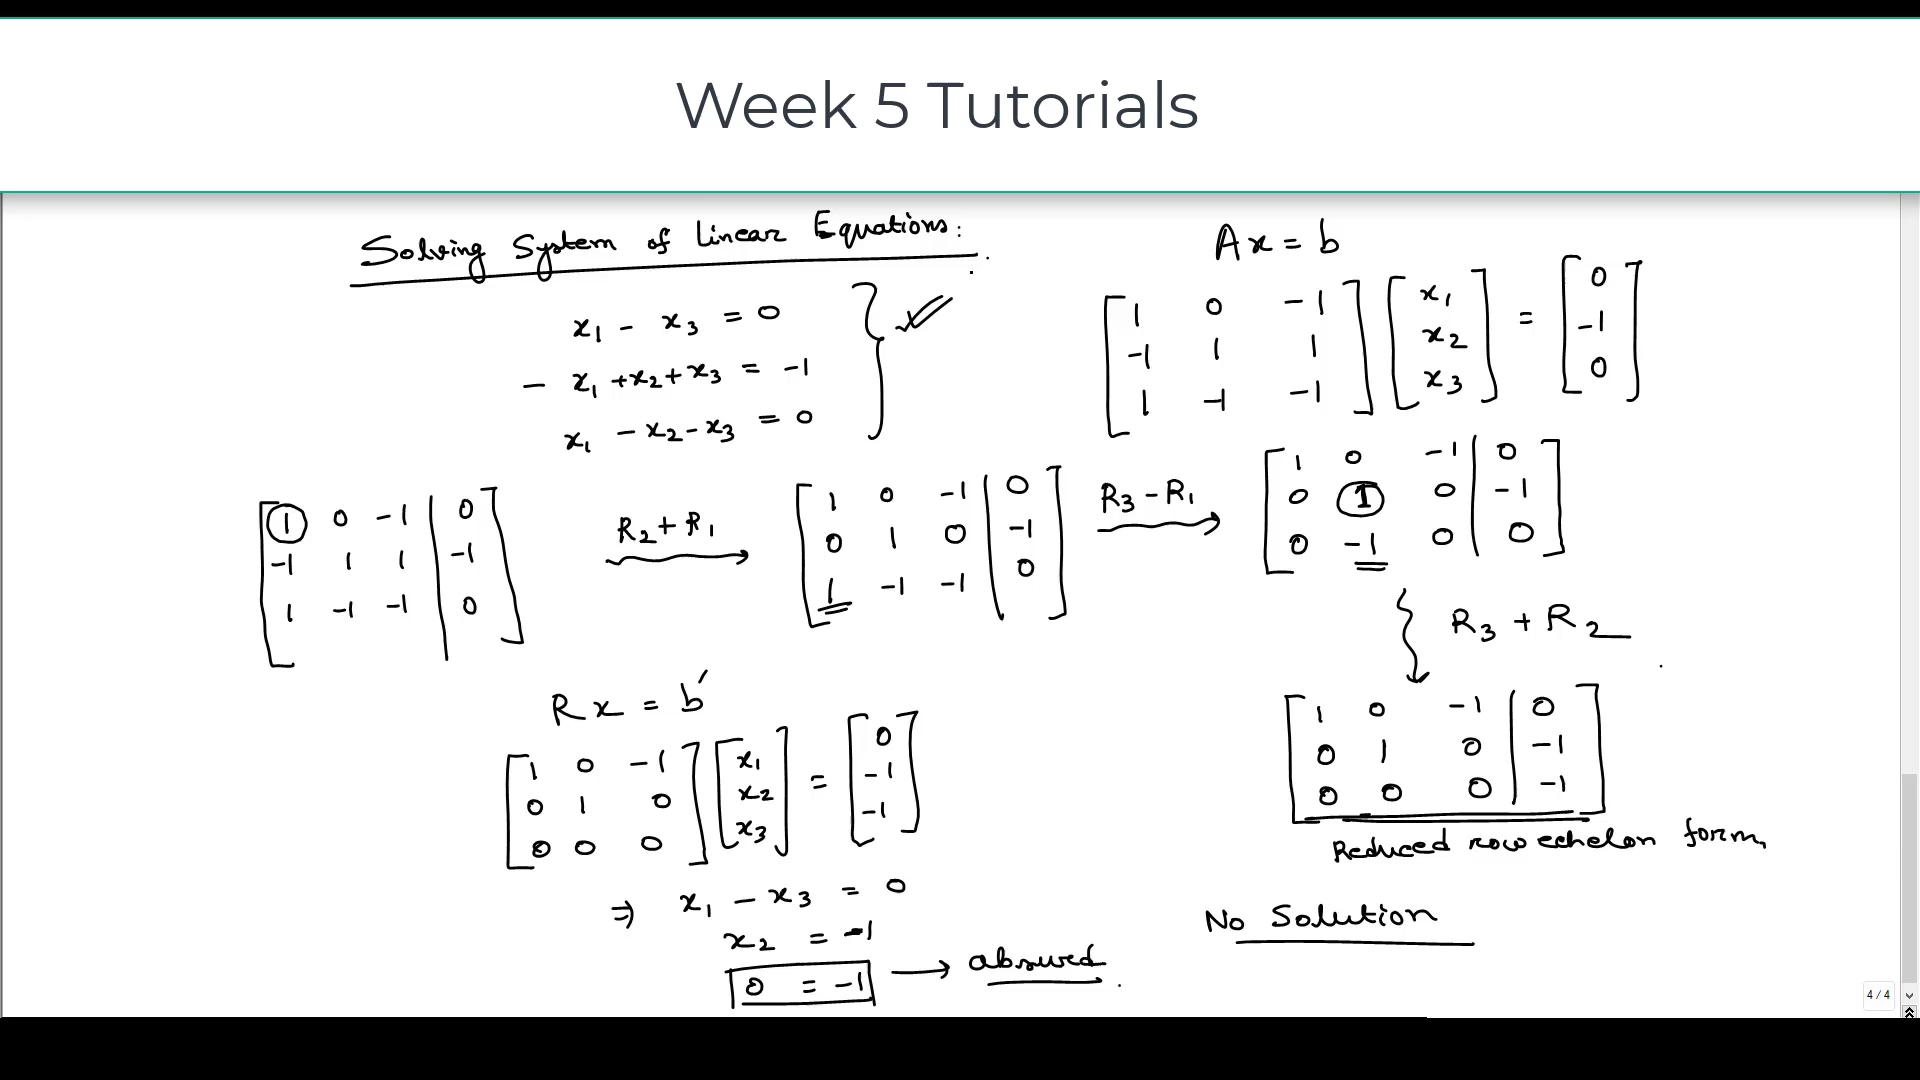 Week 5 Tutorials
Solving System of Linear Equations:
x₁ - x₃ = 0
- x₁ + x₂ + x₃ = -1
x₁ - x₂ - x₃ = 0
Ax = b
[1 0 -1] [x₁] = [0]
[-1 1 1] [x₂] [-1]
[1 -1 -1] [x₃] [0]
[1 0 -1 | 0]
[-1 1 1 | -1]
[1 -1 -1 | 0]
R₂ + R₁
[1 0 -1 | 0]
[0 1 0 | -1]
[1 -1 -1 | 0]
R₃ - R₁
[1 0 -1 | 0]
[0 1 0 | -1]
[0 -1 0 | 0]
R₃ + R₂
[1 0 -1 | 0]
[0 1 0 | -1]
[0 0 0 | -1]
Reduced row echelon form
Rx = b′
[1 0 -1] [x₁] = [0]
[0 1 0] [x₂] [-1]
[0 0 0] [x₃] [-1]
⇒ x₁ - x₃ = 0
x₂ = -1
0 = -1 → absurd.
No Solution
4 / 4